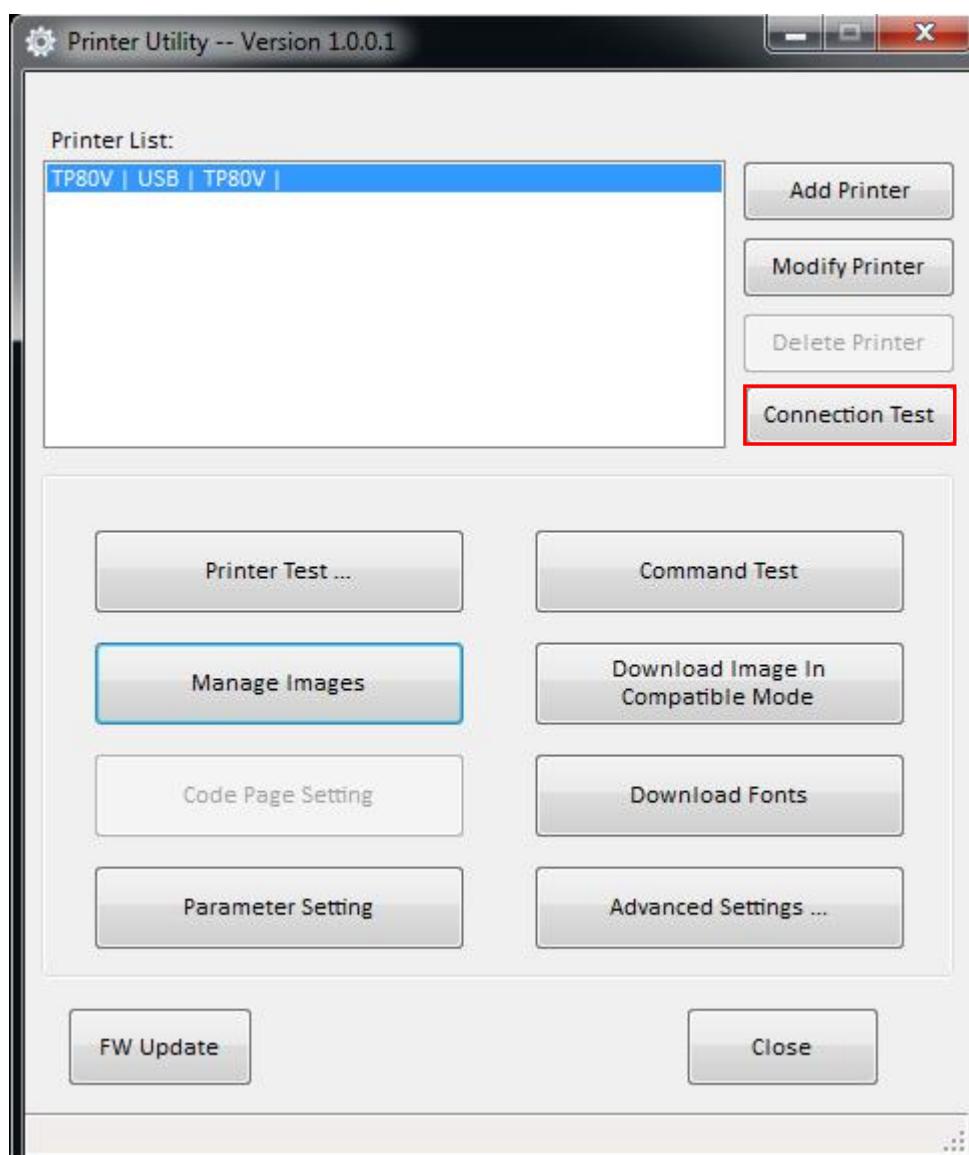 Printer Utility -- Version 1.0.0.1
Printer List:
TP80V | USB | TP80V |
Add Printer
Modify Printer
Delete Printer
Connection Test
Printer Test ...
Command Test
Manage Images
Download Image In
Compatible Mode
Code Page Setting
Download Fonts
Parameter Setting
Advanced Settings ...
FW Update
Close